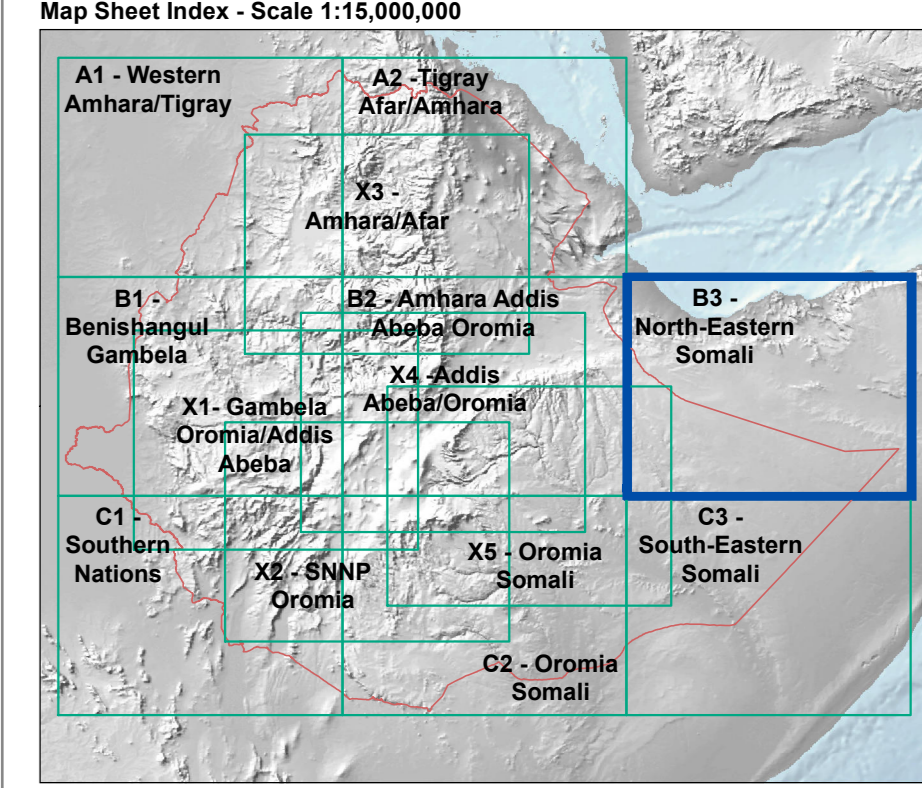 Map Sheet Index - Scale 1:15,000,000
A1 - Western
Amhara/Tigray
A2 -Tigray
Afar/Amhara
X3 -
Amhara/Afar
B1 -
Benishangul
Gambela
B2 - Amhara Addis
Abeba Oromia
B3 -
North-Eastern
Somali
X4 -Addis
Abeba/Oromia
X1- Gambela
Oromia/Addis
Abeba
C1 -
Southern
Nations
X2 - SNNP
Oromia
X5 - Oromia
Somali
C3 -
South-Eastern
Somali
C2 - Oromia
Somali